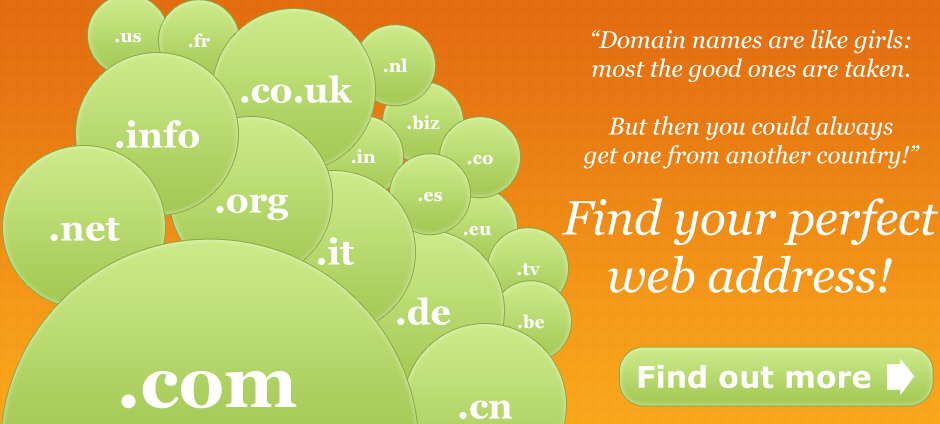 .us
.fr
.co.uk
.nl
.info
.biz
.in
.co
.net
.org
.es
.eu
.it
.tv
.de
.be
.com
.cn
“Domain names are like girls:
most the good ones are taken.
But then you could always
get one from another country!”
Find your perfect
web address!
Find out more